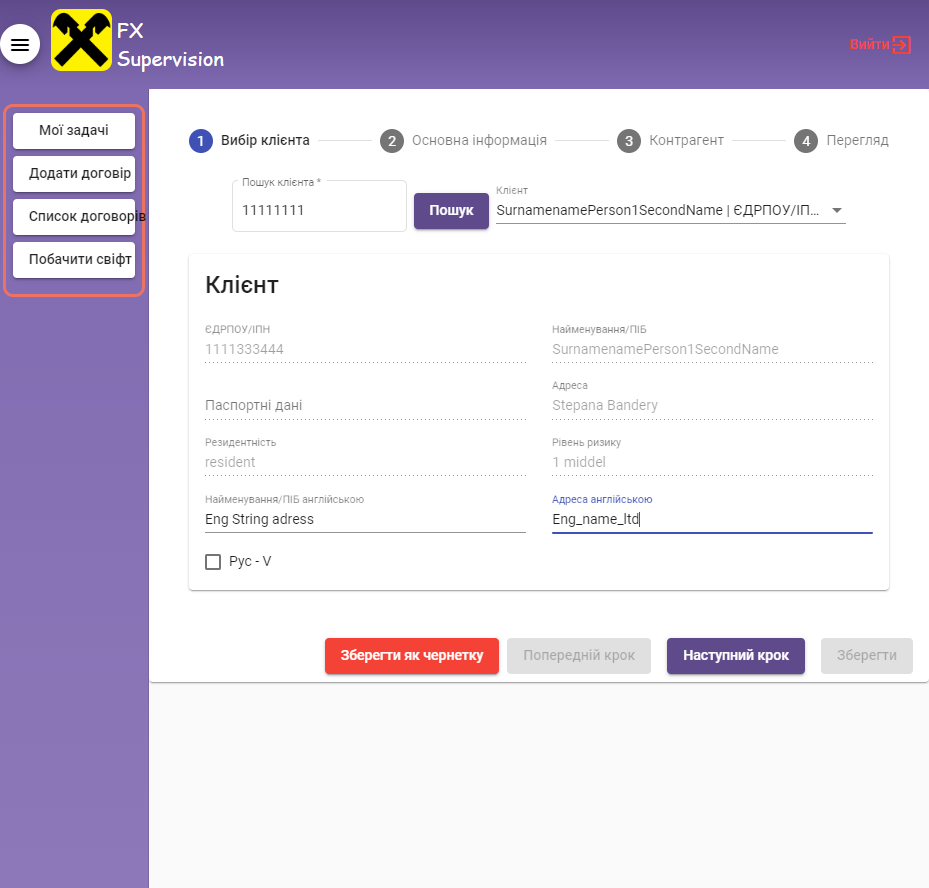 FX
Supervision
Вийти
Мої задачі
Додати договір
Список договорів
Побачити свіфт
1 Вибір клієнта 2 Основна інформація 3 Контрагент 4 Перегляд
Пошук клієнта *
11111111
Пошук
Клієнт
SurnamenamePerson1SecondName | ЄДРПОУ/ІП...
Клієнт
ЄДРПОУ/ІПН
1111333444
Найменування/ПІБ
SurnamenamePerson1SecondName
Паспортні дані
Адреса
Stepana Bandery
Резидентність
resident
Рівень ризику
1 middel
Найменування/ПІБ англійською
Eng String adress
Адреса англійською
Eng_name_ltd
Рус - V
Зберегти як чернетку Попередній крок Наступний крок Зберегти